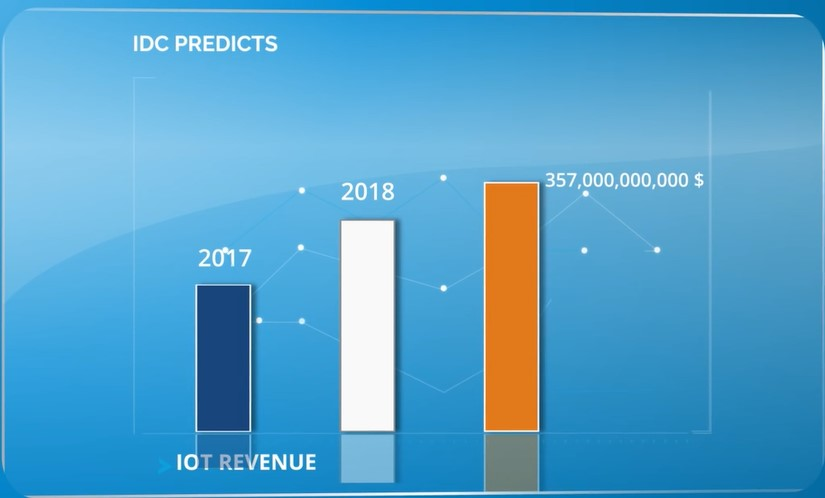 IDC PREDICTS
357,000,000,000 $
2018
2017
IOT REVENUE